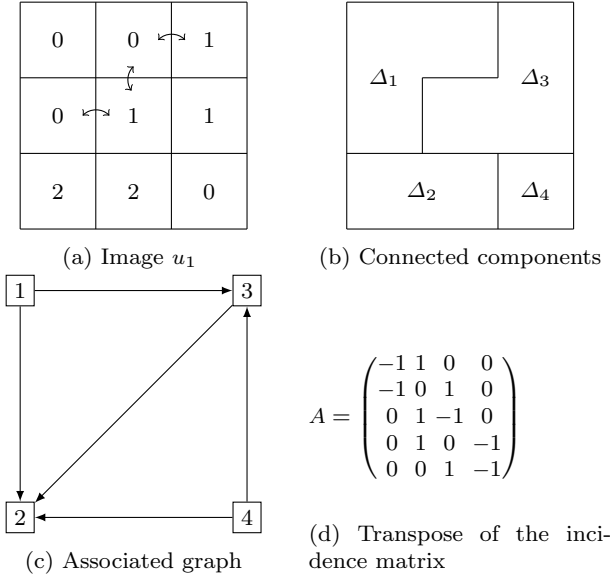 0 0 1
0 1 1
2 2 0
(a) Image u₁
Δ₁ Δ₃
Δ₂ Δ₄
(b) Connected components
1 3
2 4
(c) Associated graph
A = 
−1 1 0 0
−1 0 1 0
0 1 −1 0
0 1 0 −1
0 0 1 −1
(d) Transpose of the inci-
dence matrix